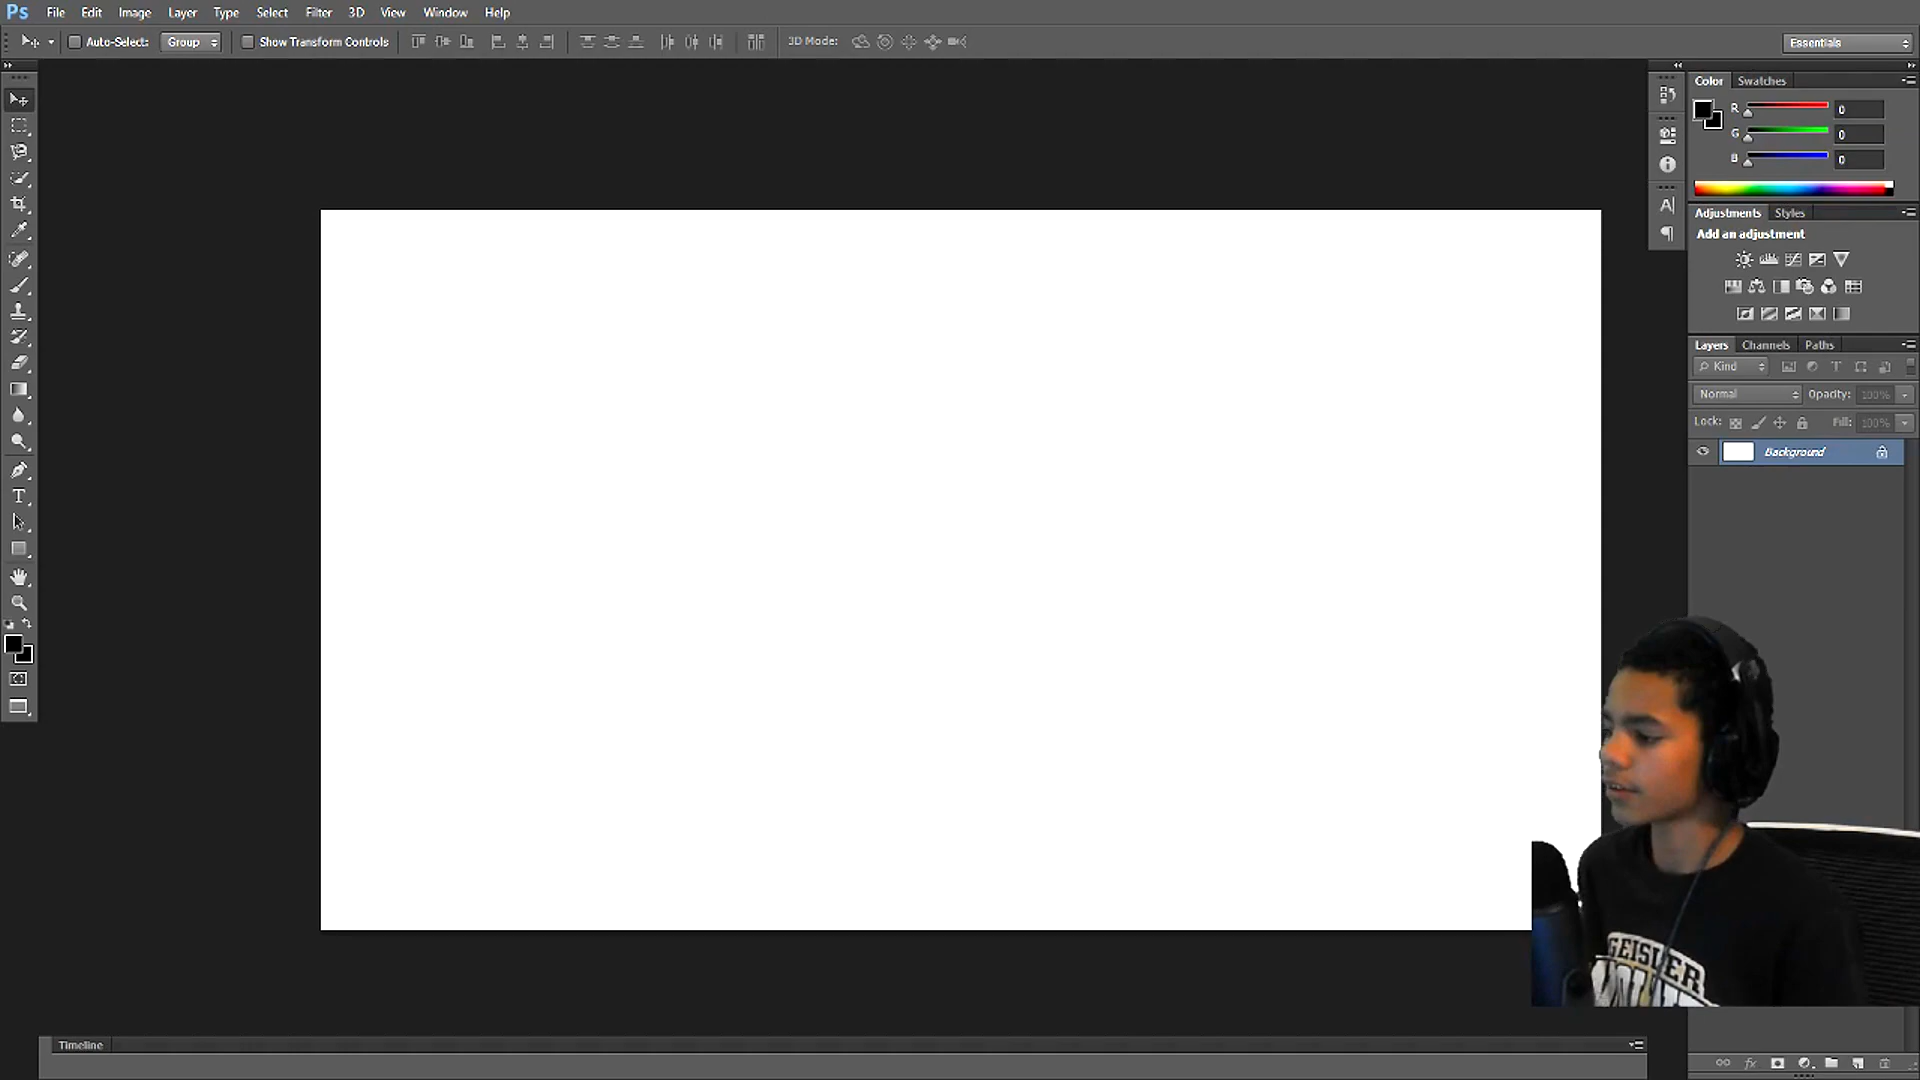 Ps File Edit Image Layer Type Select Filter 3D View Window Help
Auto-Select: Group Show Transform Controls 3D Mode: Essentials
Color Swatches
R 0
G 0
B 0
Adjustments Styles
Add an adjustment
Layers Channels Paths
Kind
Normal Opacity: 100%
Lock: Fill: 100%
Background
GEISLER
Timeline